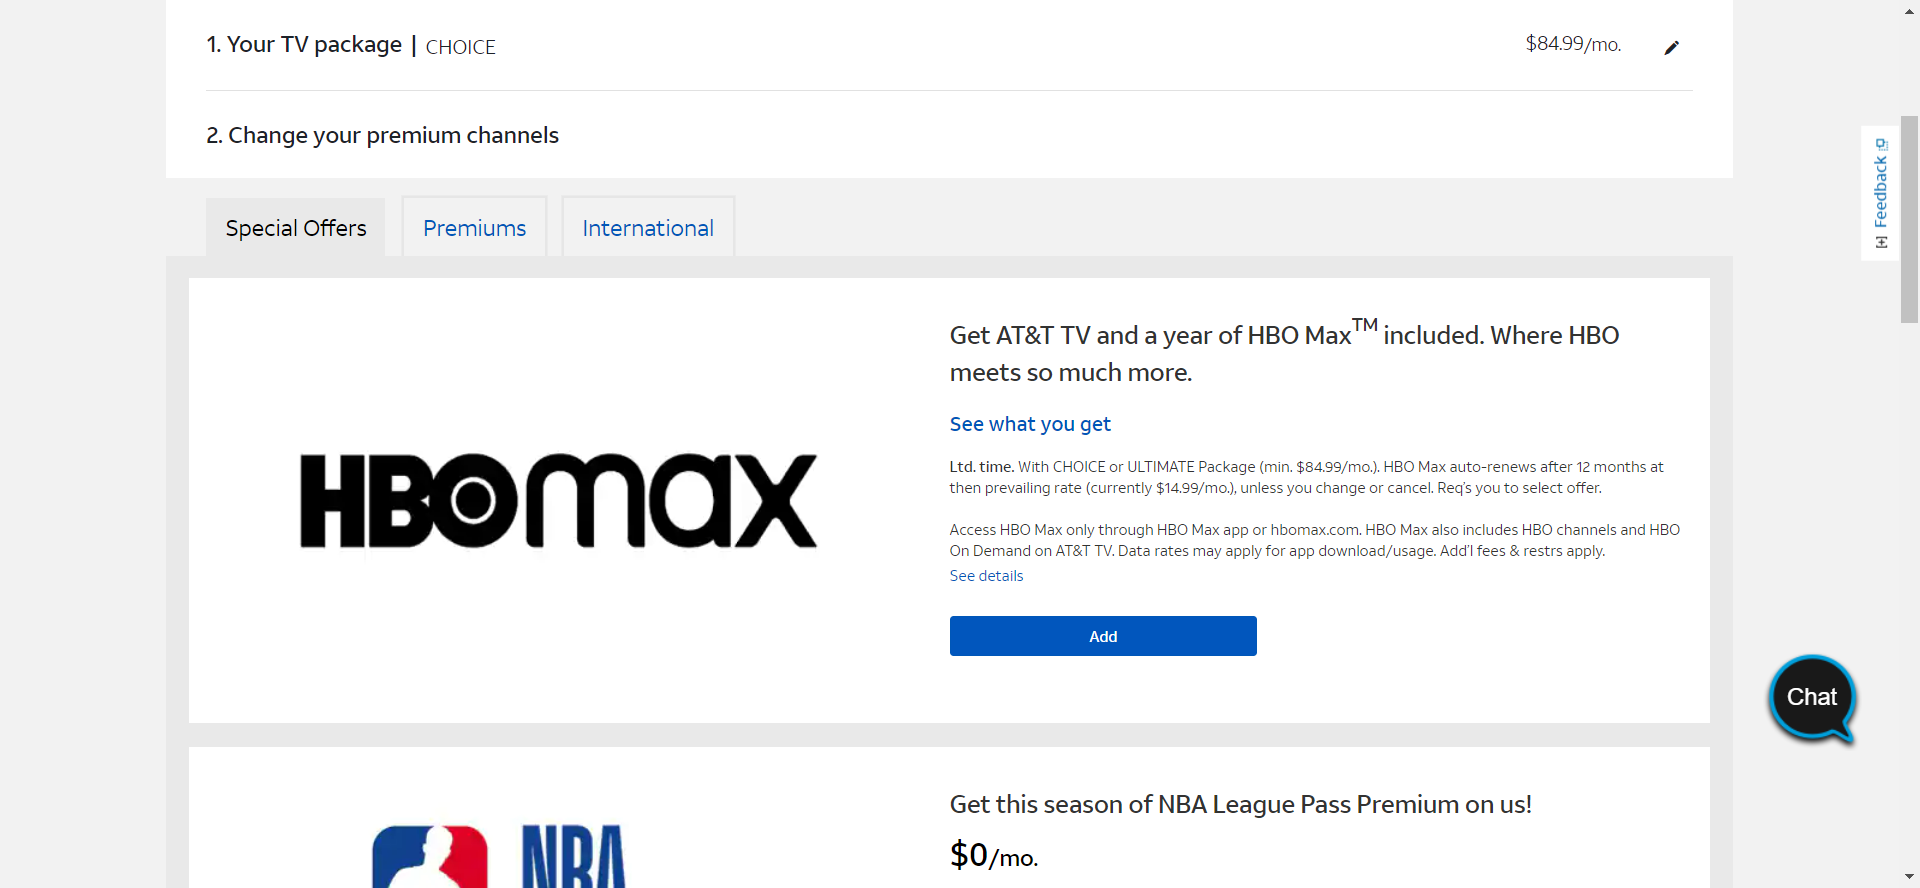 1. Your TV package | CHOICE
$84.99/mo.
2. Change your premium channels
Feedback
[+]
Special Offers
Premiums
International
HBOmax
Get AT&T TV and a year of HBO Max™ included. Where HBO
meets so much more.
See what you get
Ltd. time. With CHOICE or ULTIMATE Package (min. $84.99/mo.). HBO Max auto-renews after 12 months at
then prevailing rate (currently $14.99/mo.), unless you change or cancel. Req's you to select offer.
Access HBO Max only through HBO Max app or hbomax.com. HBO Max also includes HBO channels and HBO
On Demand on AT&T TV. Data rates may apply for app download/usage. Add'l fees & restrs apply.
See details
Add
Chat
NBA
Get this season of NBA League Pass Premium on us!
$0/mo.